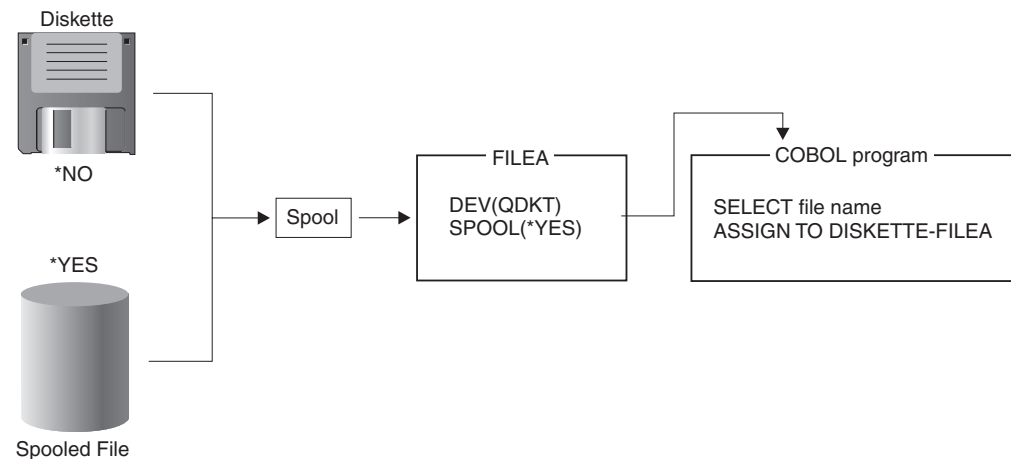 Diskette
*NO
*YES
Spooled File
Spool
FILEA
DEV(QDKT)
SPOOL(*YES)
COBOL program
SELECT file name
ASSIGN TO DISKETTE-FILEA